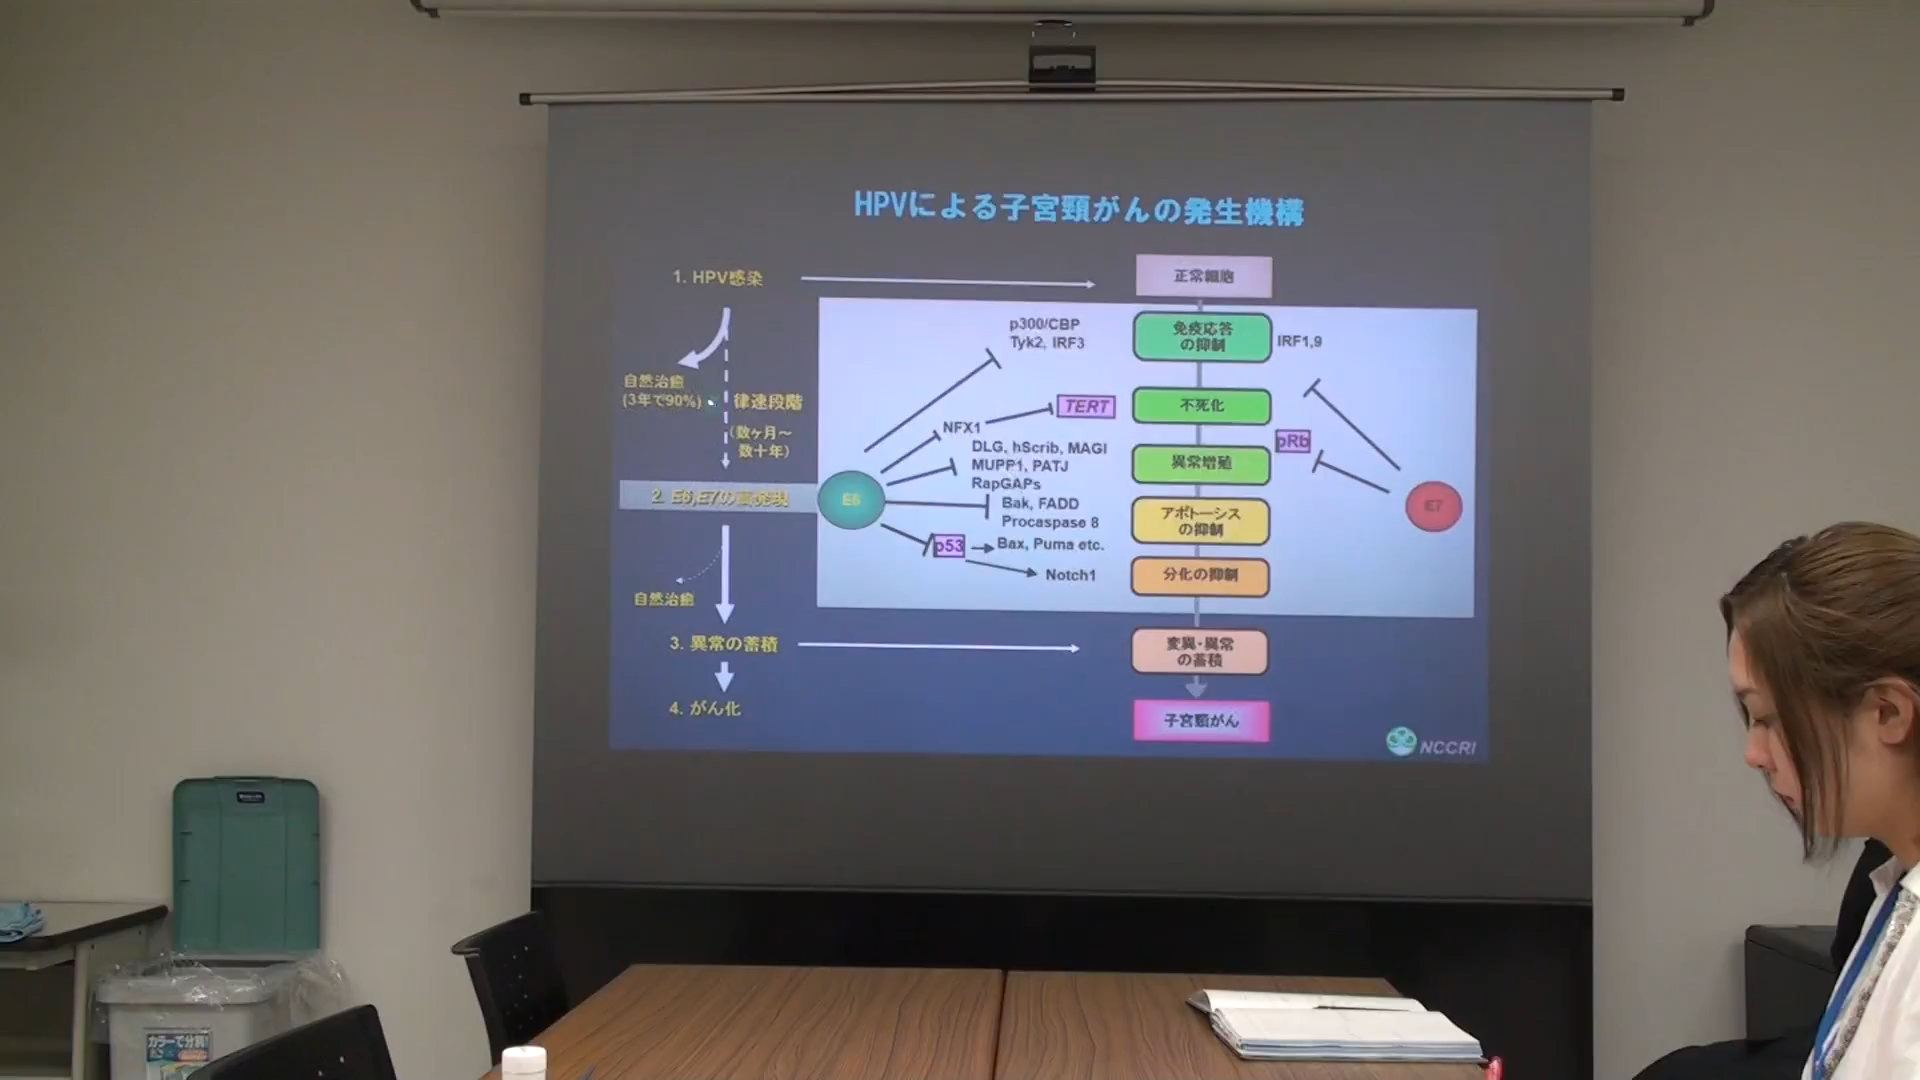 HPVによる子宮頸がんの発生機構
1. HPV感染
正常細胞
自然治癒
(3年で90%)
律速段階
(数ヶ月～
数十年)
2. E6,E7の高発現
自然治癒
3. 異常の蓄積
4. がん化
p300/CBP
Tyk2, IRF3
TERT
NFX1
DLG, hScrib, MAGI
MUPP1, PATJ
RapGAPs
E6
Bak, FADD
Procaspase 8
p53
Bax, Puma etc.
Notch1
免疫応答
の抑制
IRF1,9
不死化
pRb
異常増殖
アポトーシス
の抑制
E7
分化の抑制
変異・異常
の蓄積
子宮頸がん
NCCRI
カラーで分別!